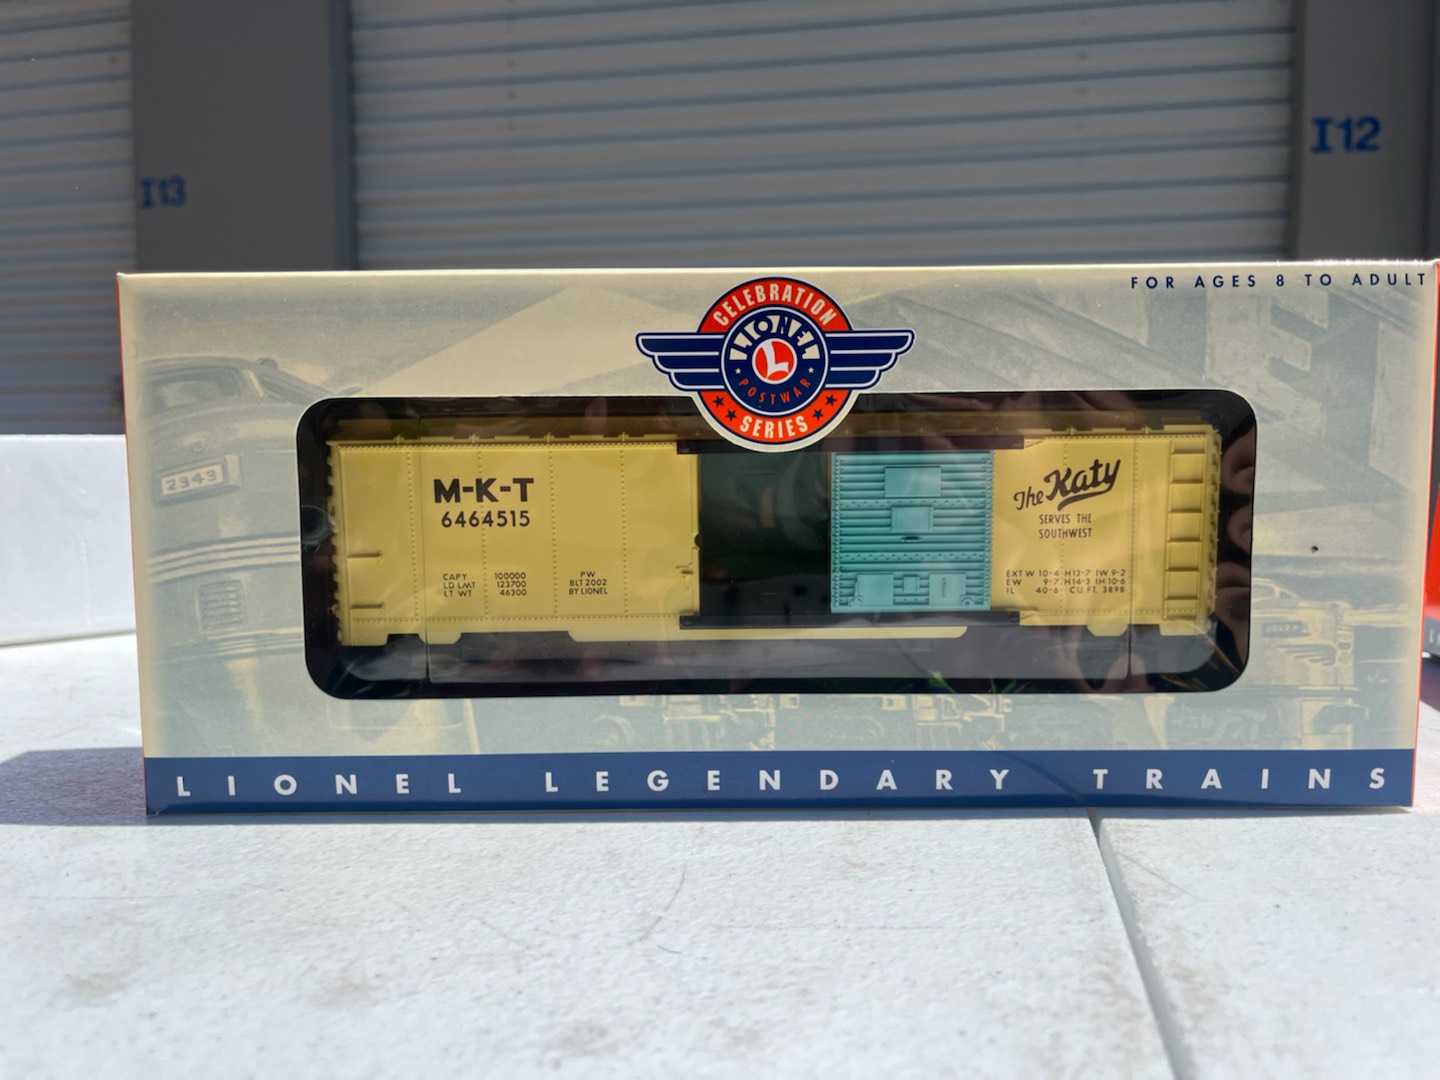 I13
I12
FOR AGES 8 TO ADULT
CELEBRATION
LIONEL
L
POSTWAR
SERIES
2343
M-K-T
6464515
CAPY 100000
LD LMT 123700
LT WT 46300
PW
BLT 2002
BY LIONEL
The Katy
SERVES THE
SOUTHWEST
EXT W 10-4 H13-7 IW 9-2
EW 9-7 H14-3 IH 10-6
IL 40-6 CU.FT. 3898
LIONEL LEGENDARY TRAINS